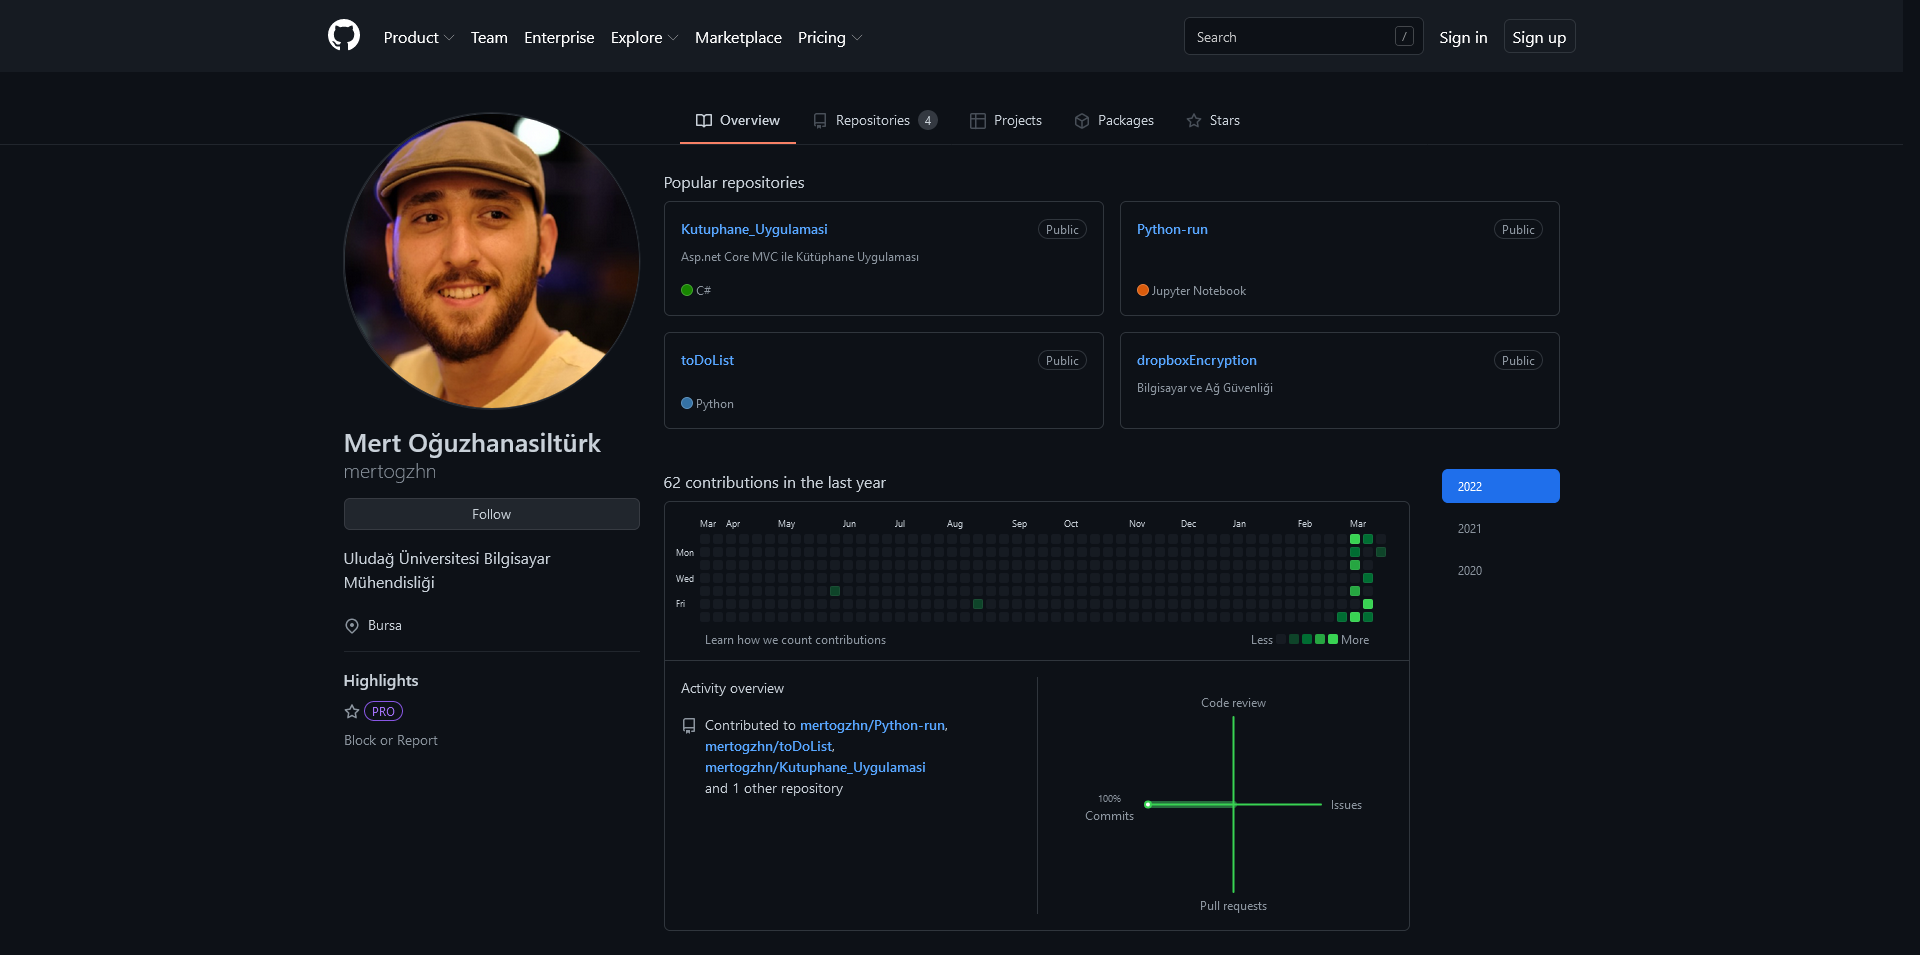 Product Team Enterprise Explore Marketplace Pricing Search / Sign in Sign up
Overview Repositories 4 Projects Packages Stars
Mert Oğuzhanasiltürk
mertogzhn
Follow
Uludağ Üniversitesi Bilgisayar
Mühendisliği
Bursa
Highlights
PRO
Block or Report
Popular repositories
Kutuphane_Uygulamasi Public
Asp.net Core MVC ile Kütüphane Uygulaması
C#
Python-run Public
Jupyter Notebook
toDoList Public
Python
dropboxEncryption Public
Bilgisayar ve Ağ Güvenliği
62 contributions in the last year
Mar Apr May Jun Jul Aug Sep Oct Nov Dec Jan Feb Mar
Mon
Wed
Fri
Learn how we count contributions Less More
2022
2021
2020
Activity overview
Contributed to mertogzhn/Python-run,
mertogzhn/toDoList,
mertogzhn/Kutuphane_Uygulamasi
and 1 other repository
Code review
100%
Commits
Issues
Pull requests